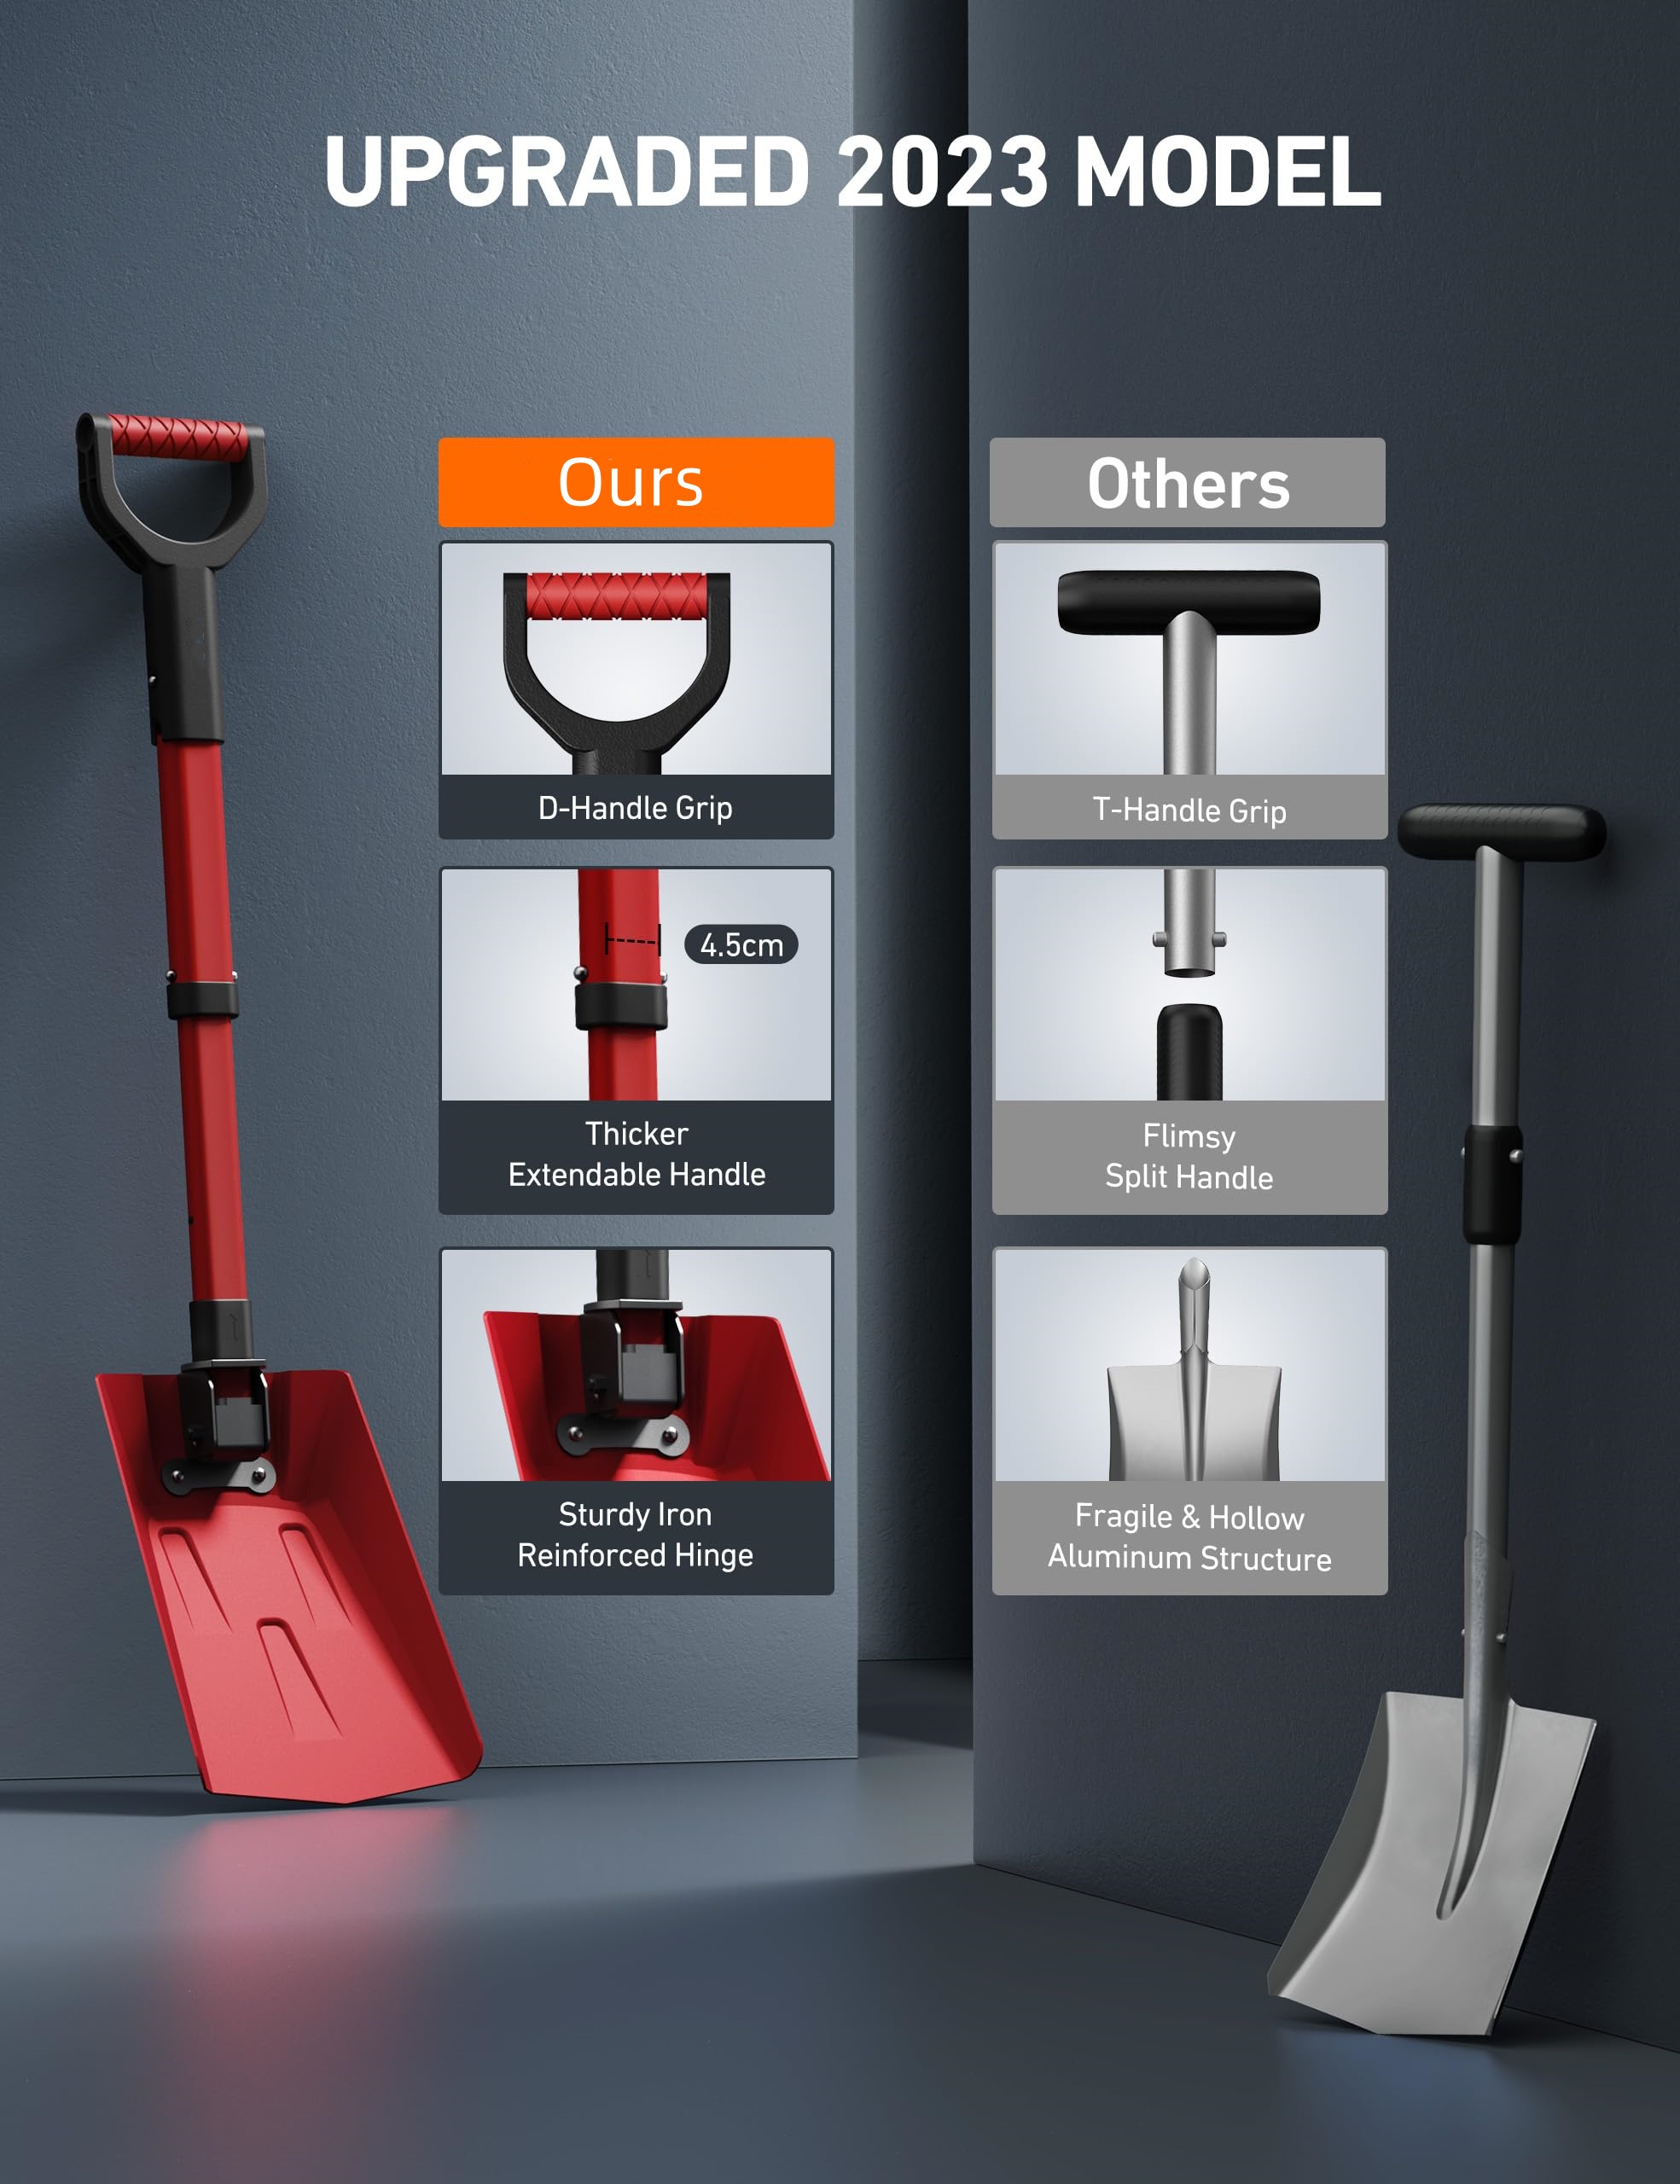 UPGRADED 2023 MODEL
Ours
Others
D-Handle Grip
T-Handle Grip
4.5cm
Thicker
Extendable Handle
Flimsy
Split Handle
Sturdy Iron
Reinforced Hinge
Fragile & Hollow
Aluminum Structure